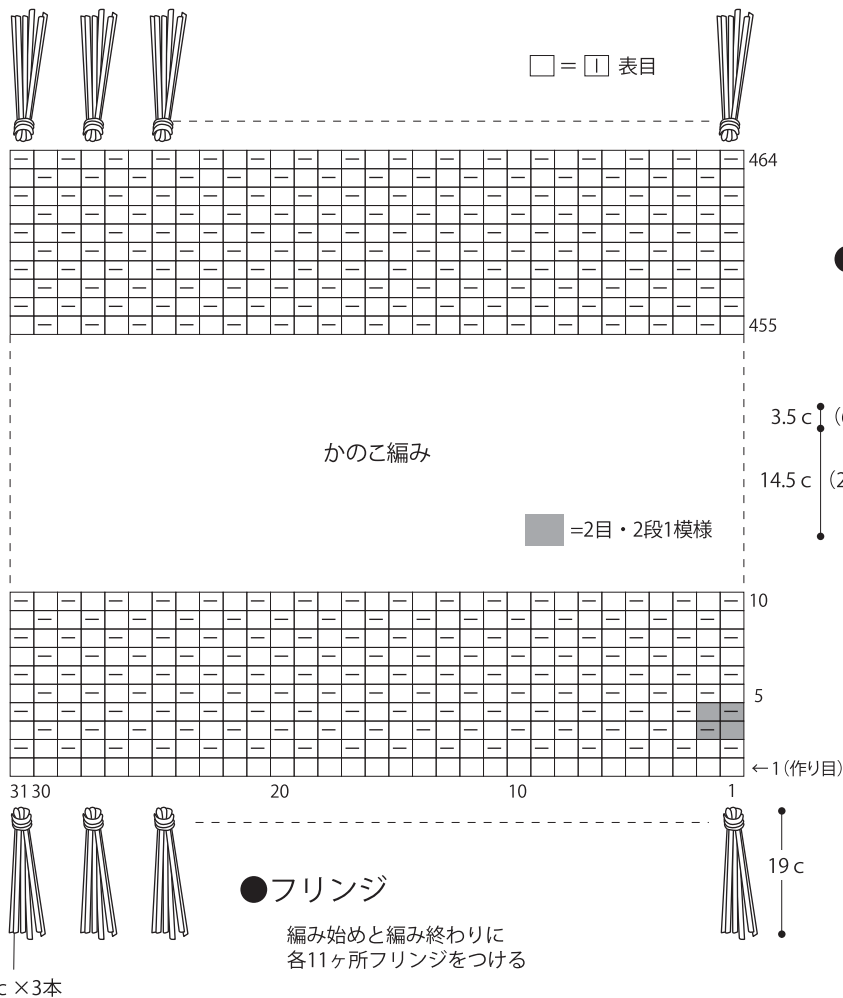 □=│ 表目
464
455
3.5 c
かのこ編み
14.5 c (2
=2目・2段1模様
10
5
←1(作り目)
31 30 20 10 1
19 c
●フリンジ
編み始めと編み終わりに
各11ヶ所フリンジをつける
c ×3本